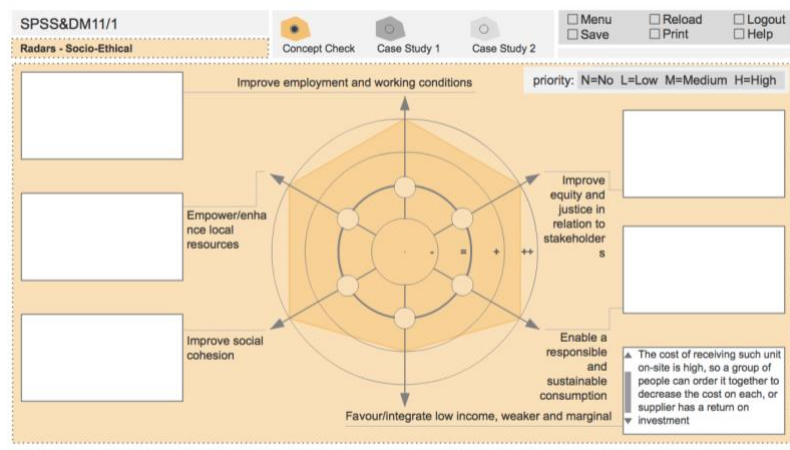 SPSS&DM11/1
Radars - Socio-Ethical
Concept Check
Case Study 1
Case Study 2
Menu
Reload
Logout
Save
Print
Help
priority: N=No L=Low M=Medium H=High
Improve employment and working conditions
Improve
equity and
justice in
relation to
stakeholder
s
Empower/enha
nce local
resources
- = + ++
Improve social
cohesion
Enable a
responsible
and
sustainable
consumption
Favour/integrate low income, weaker and marginal
The cost of receiving such unit
on-site is high, so a group of
people can order it together to
decrease the cost on each, or
supplier has a return on
investment